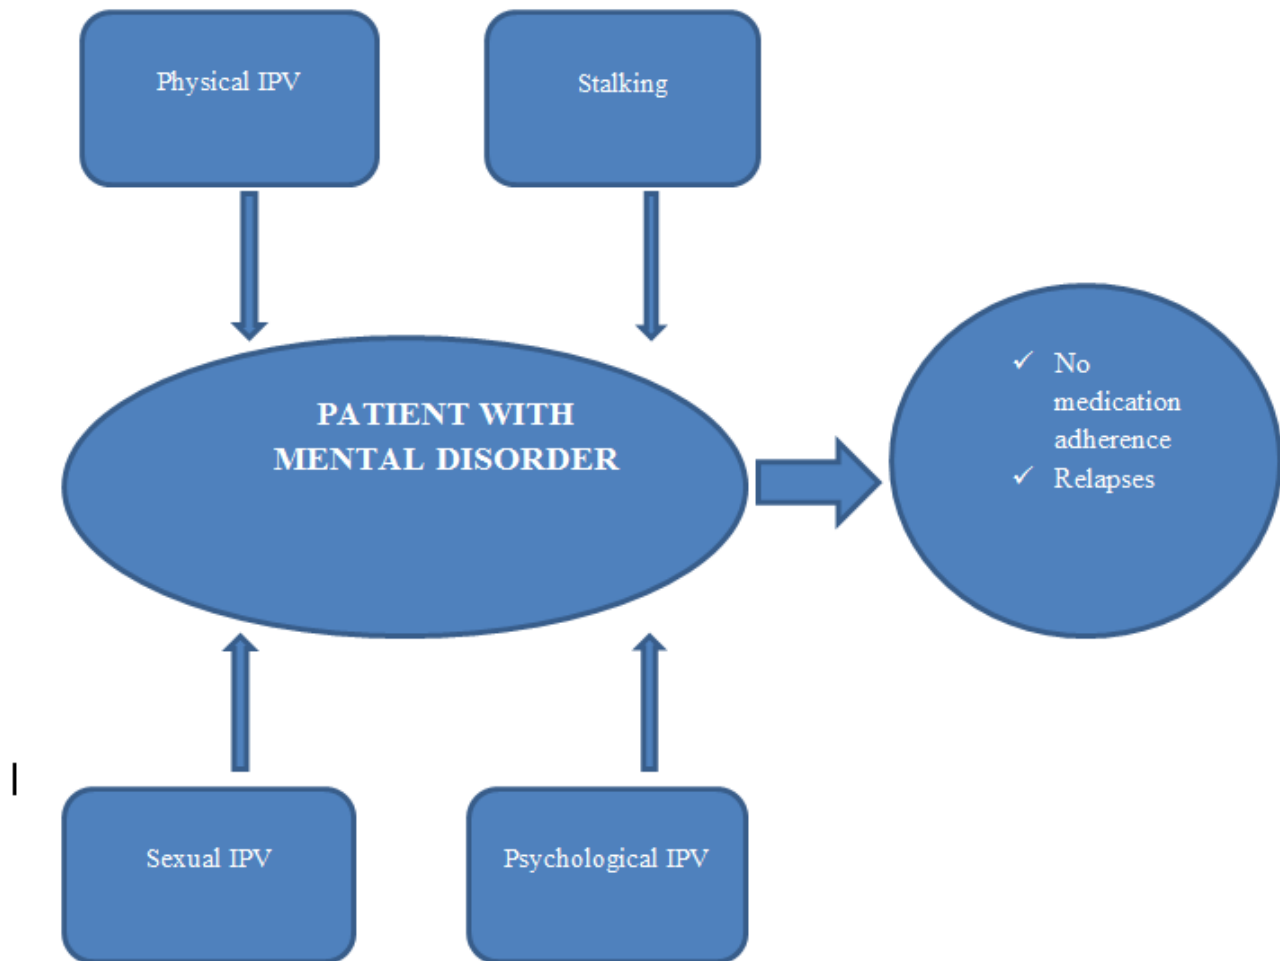 Physical IPV
Stalking
PATIENT WITH
MENTAL DISORDER
✓ No
medication
adherence
✓ Relapses
Sexual IPV
Psychological IPV